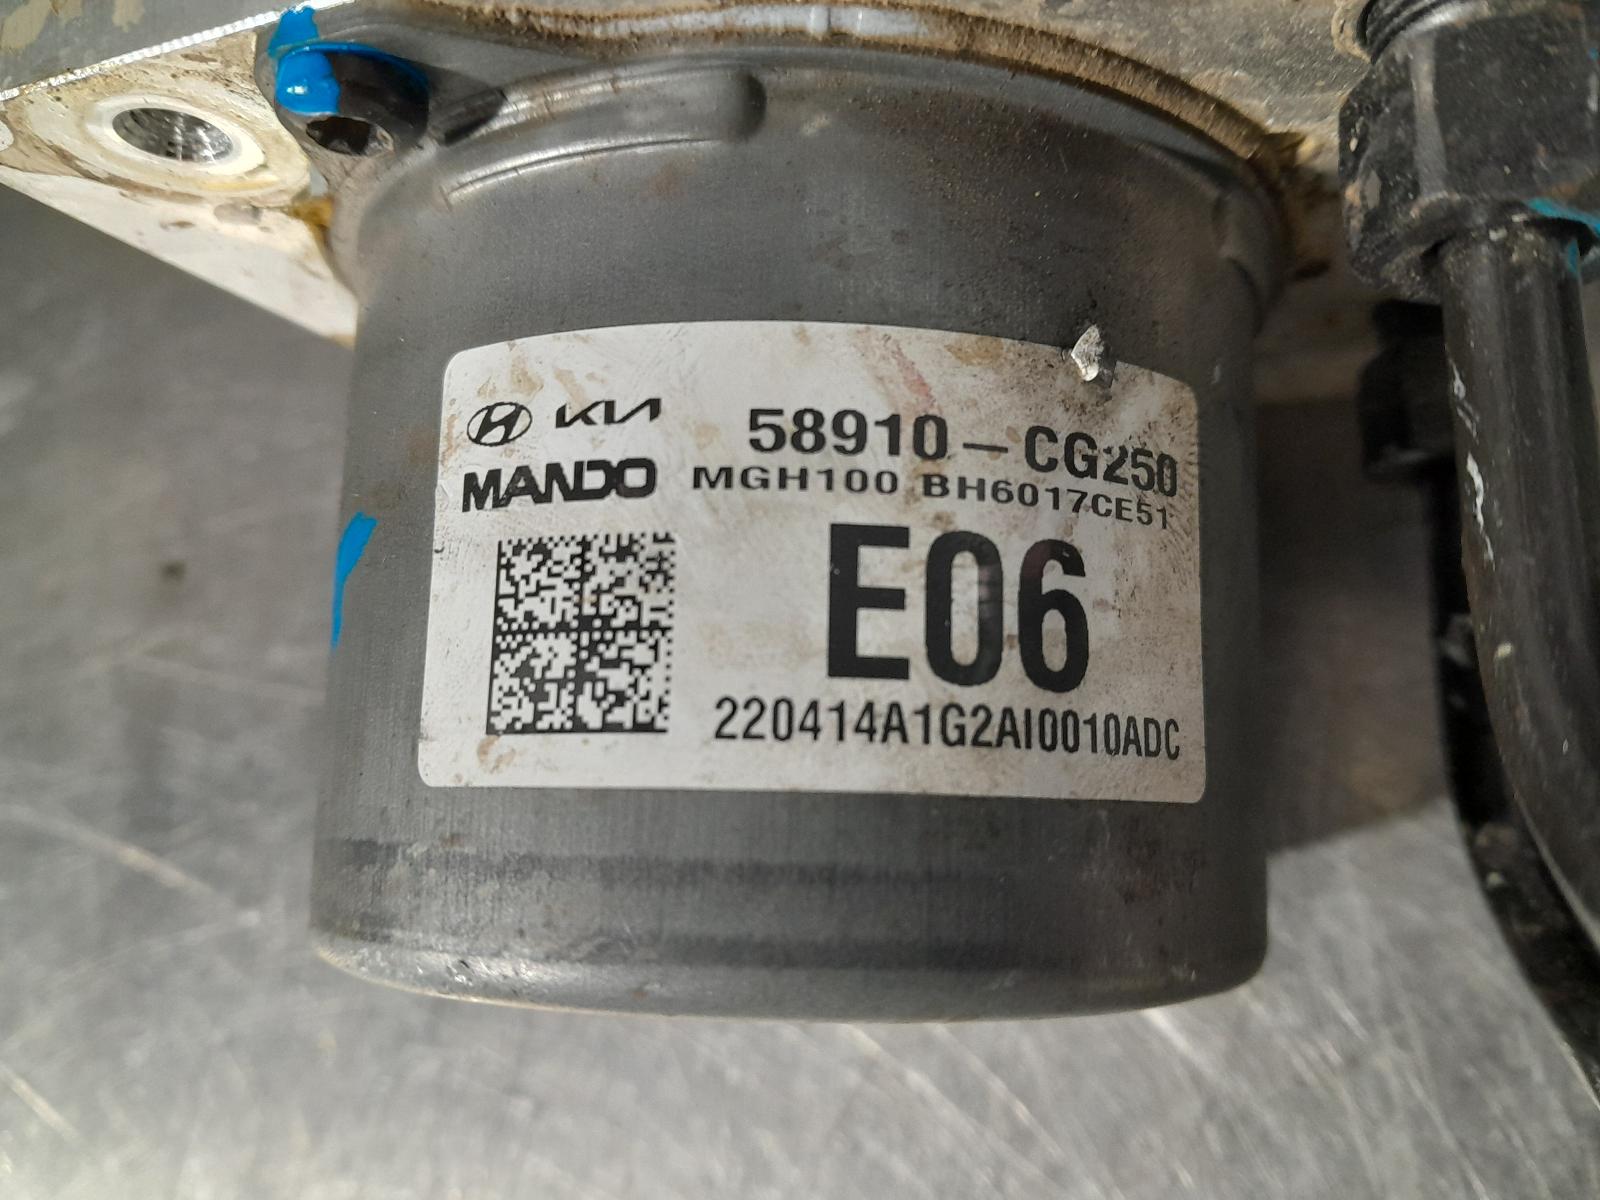 KIA 58910-CG250
MANDO MGH100 BH6017CE51
E06
220414A1G2AI0010ADC